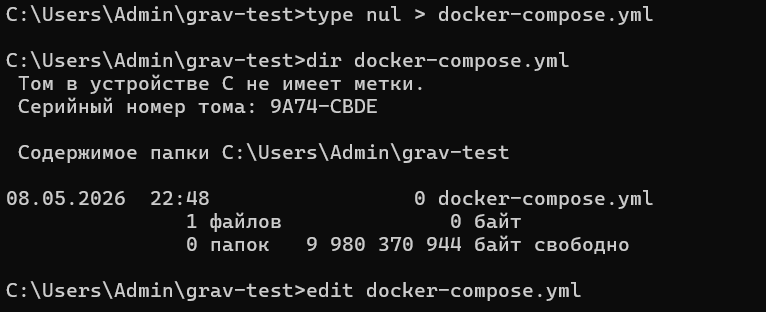 C:\Users\Admin\grav-test>type nul > docker-compose.yml
C:\Users\Admin\grav-test>dir docker-compose.yml
Том в устройстве C не имеет метки.
Серийный номер тома: 9A74-CBDE
Содержимое папки C:\Users\Admin\grav-test
08.05.2026  22:48                 0 docker-compose.yml
1 файлов              0 байт
0 папок   9 980 370 944 байт свободно
C:\Users\Admin\grav-test>edit docker-compose.yml